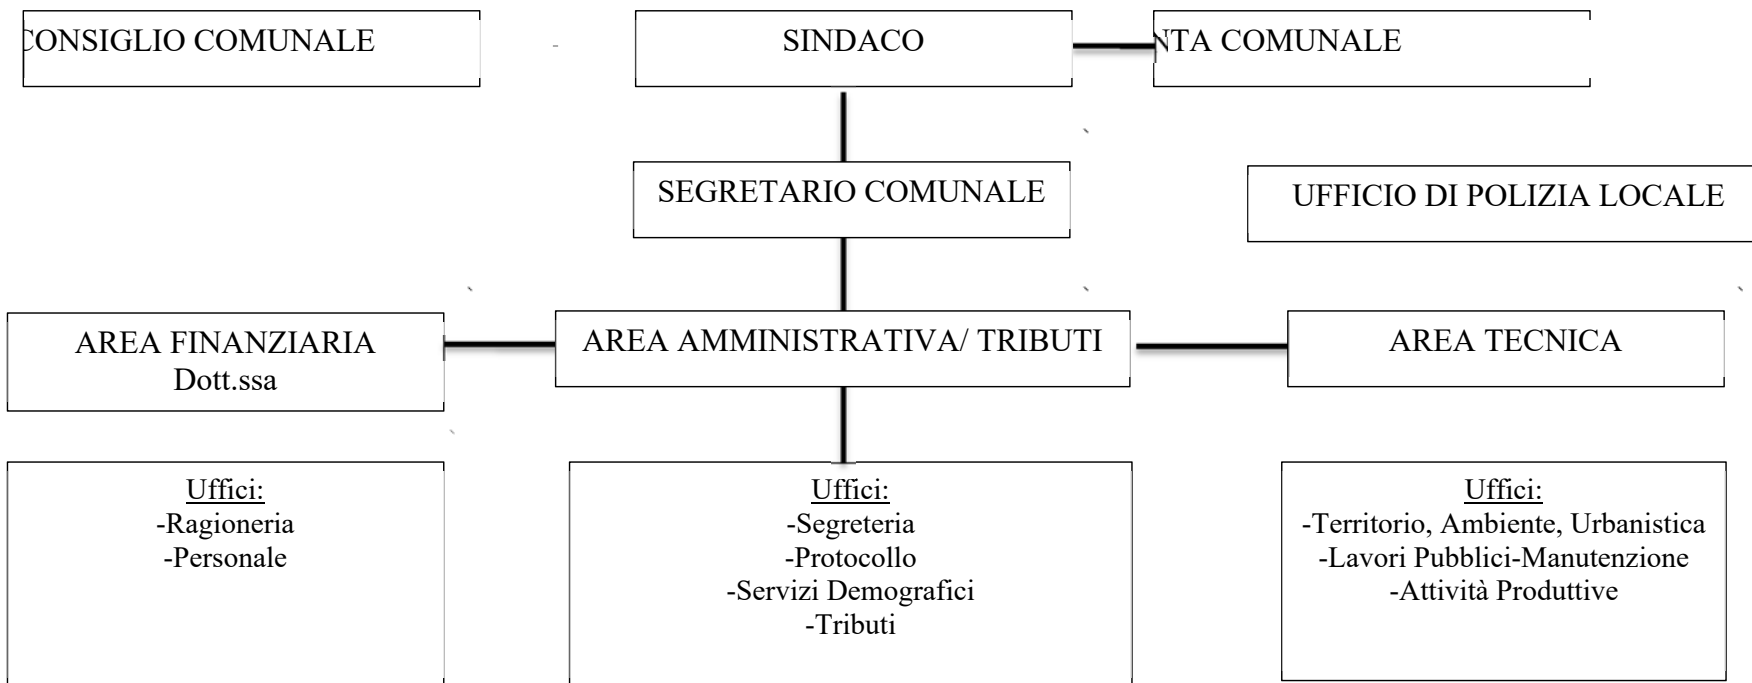 CONSIGLIO COMUNALE
SINDACO
NTA COMUNALE
SEGRETARIO COMUNALE
UFFICIO DI POLIZIA LOCALE
AREA FINANZIARIA
Dott.ssa
AREA AMMINISTRATIVA/ TRIBUTI
AREA TECNICA
Uffici:
-Ragioneria
-Personale
Uffici:
-Segreteria
-Protocollo
-Servizi Demografici
-Tributi
Uffici:
-Territorio, Ambiente, Urbanistica
-Lavori Pubblici-Manutenzione
-Attività Produttive